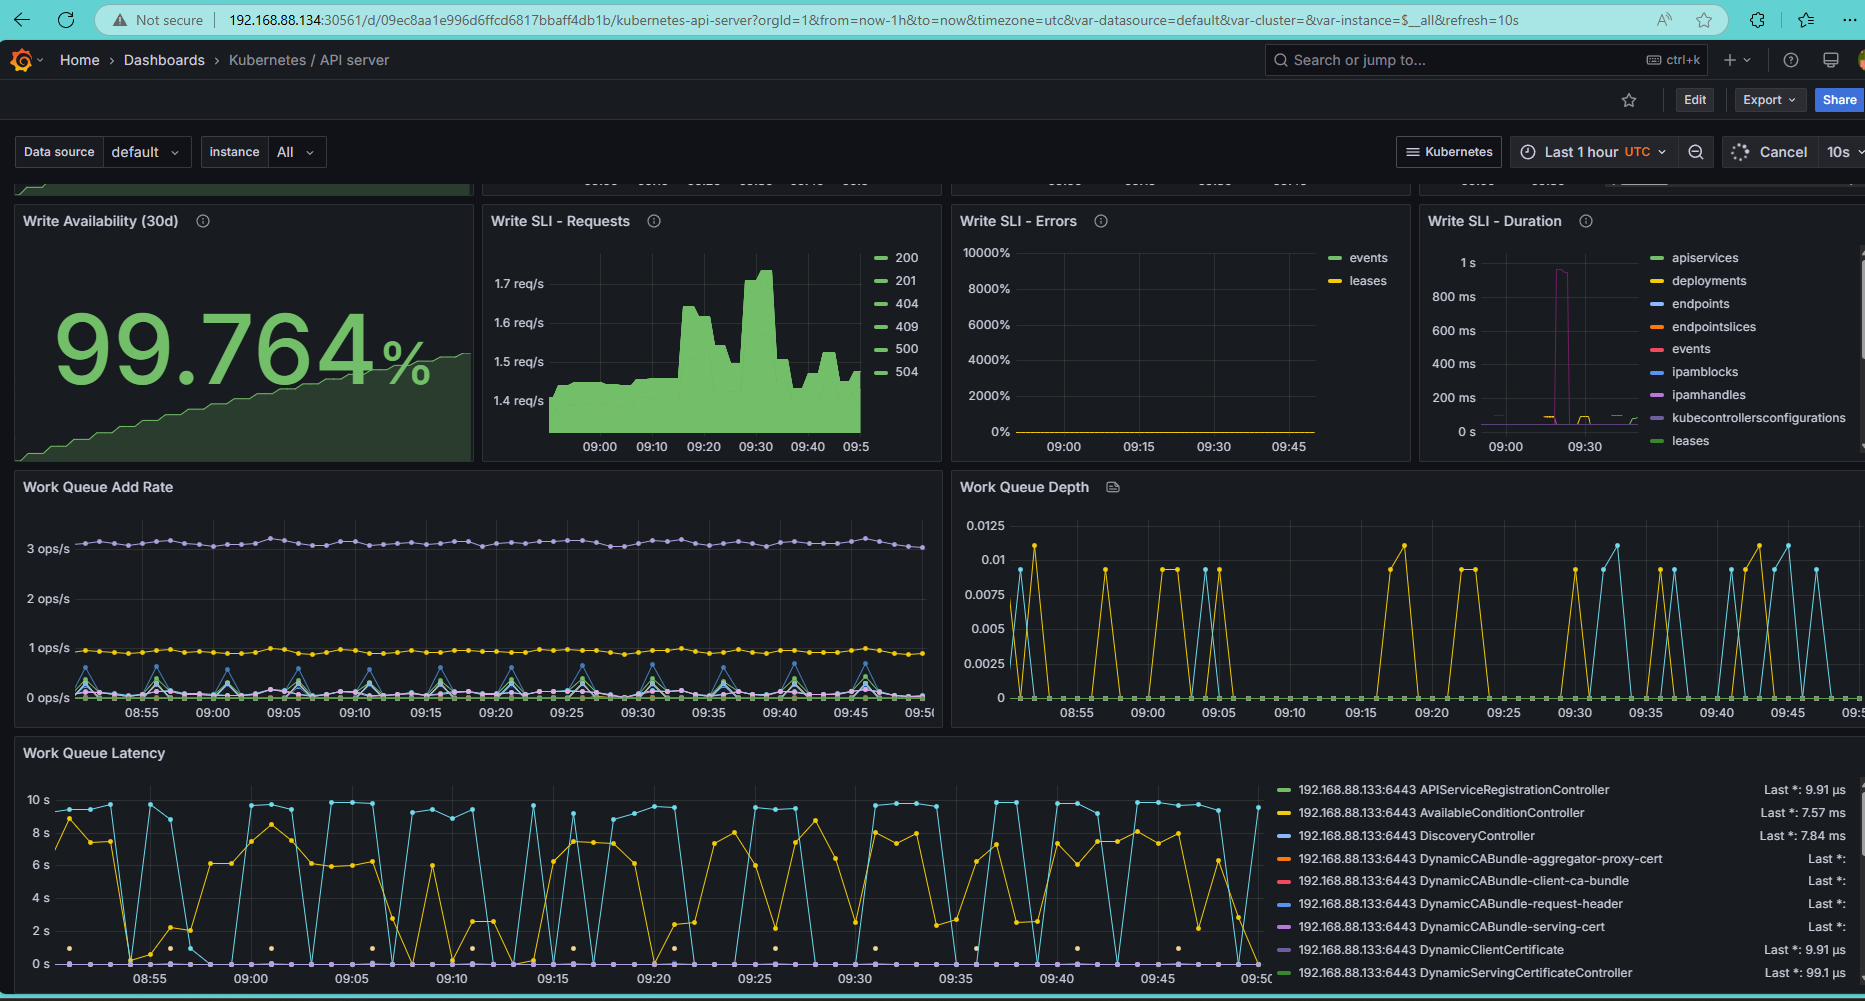 Not secure
192.168.88.134:30561/d/09ec8aa1e996d6ffcd6817bbaff4db1b/kubernetes-api-server?orgId=1&from=now-1h&to=now&timezone=utc&var-datasource=default&var-cluster=&var-instance=$__all&refresh=10s
Home › Dashboards › Kubernetes / API server
Search or jump to...
ctrl+k
Edit
Export
Share
Data source
default
instance
All
Kubernetes
Last 1 hour UTC
Cancel
10s
Write Availability (30d)
99.764%
Write SLI - Requests
1.7 req/s
1.6 req/s
1.5 req/s
1.4 req/s
09:00 09:10 09:20 09:30 09:40 09:5
200
201
404
409
500
504
Write SLI - Errors
10000%
8000%
6000%
4000%
2000%
0%
09:00 09:15 09:30 09:45
events
leases
Write SLI - Duration
1 s
800 ms
600 ms
400 ms
200 ms
0 s
09:00 09:30
apiservices
deployments
endpoints
endpointslices
events
ipamblocks
ipamhandles
kubecontrollersconfigurations
leases
Work Queue Add Rate
3 ops/s
2 ops/s
1 ops/s
0 ops/s
08:55 09:00 09:05 09:10 09:15 09:20 09:25 09:30 09:35 09:40 09:45 09:50
Work Queue Depth
0.0125
0.01
0.0075
0.005
0.0025
0
08:55 09:00 09:05 09:10 09:15 09:20 09:25 09:30 09:35 09:40 09:45 09:5
Work Queue Latency
10 s
8 s
6 s
4 s
2 s
0 s
08:55 09:00 09:05 09:10 09:15 09:20 09:25 09:30 09:35 09:40 09:45 09:50
192.168.88.133:6443 APIServiceRegistrationController Last *: 9.91 µs
192.168.88.133:6443 AvailableConditionController Last *: 7.57 ms
192.168.88.133:6443 DiscoveryController Last *: 7.84 ms
192.168.88.133:6443 DynamicCABundle-aggregator-proxy-cert Last *:
192.168.88.133:6443 DynamicCABundle-client-ca-bundle Last *:
192.168.88.133:6443 DynamicCABundle-request-header Last *:
192.168.88.133:6443 DynamicCABundle-serving-cert Last *:
192.168.88.133:6443 DynamicClientCertificate Last *: 9.91 µs
192.168.88.133:6443 DynamicServingCertificateController Last *: 99.1 µs